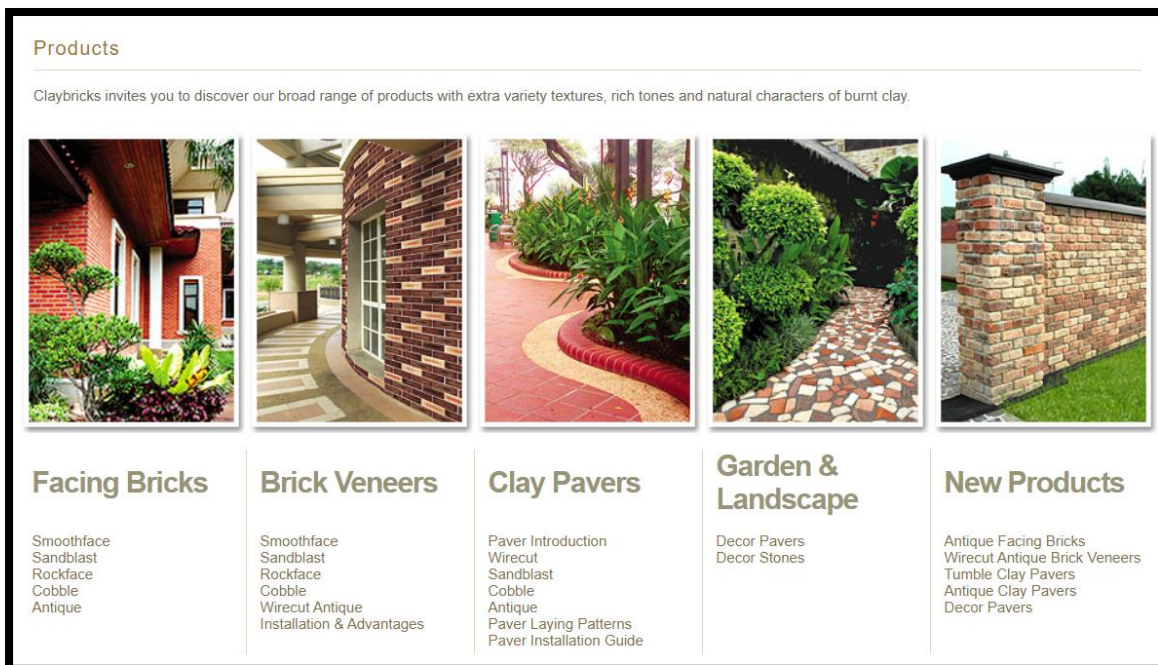 Products
Claybricks invites you to discover our broad range of products with extra variety textures, rich tones and natural characters of burnt clay.
Facing Bricks
Smoothface
Sandblast
Rockface
Cobble
Antique
Brick Veneers
Smoothface
Sandblast
Rockface
Cobble
Wirecut Antique
Installation & Advantages
Clay Pavers
Paver Introduction
Wirecut
Sandblast
Cobble
Antique
Paver Laying Patterns
Paver Installation Guide
Garden &
Landscape
Decor Pavers
Decor Stones
New Products
Antique Facing Bricks
Wirecut Antique Brick Veneers
Tumble Clay Pavers
Antique Clay Pavers
Decor Pavers